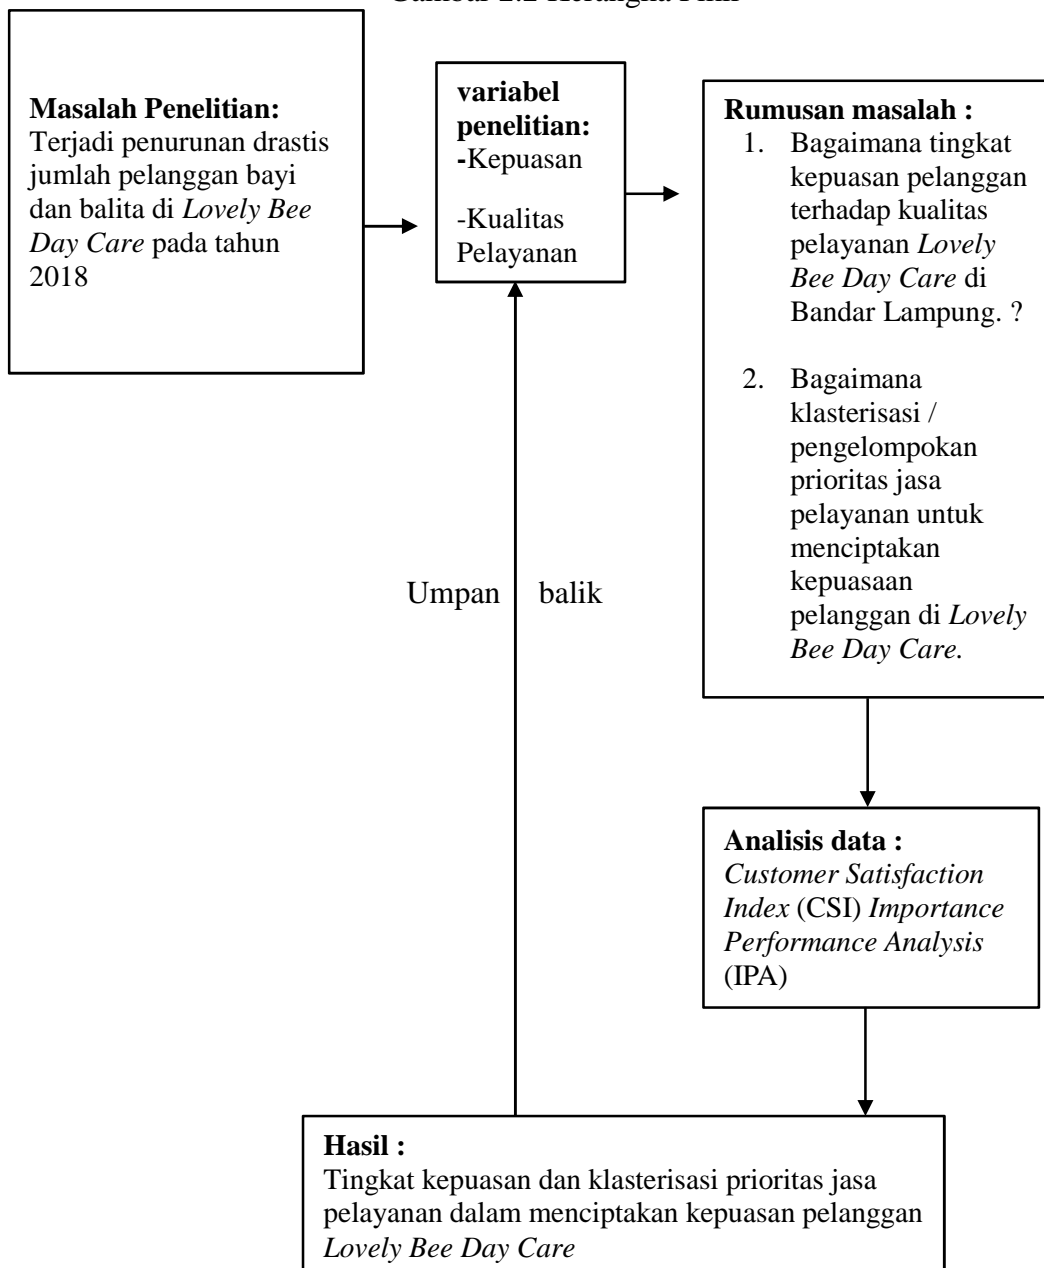 Masalah Penelitian:
Terjadi penurunan drastis
jumlah pelanggan bayi
dan balita di Lovely Bee
Day Care pada tahun
2018
variabel
penelitian:
-Kepuasan
-Kualitas
Pelayanan
Rumusan masalah :
1. Bagaimana tingkat
kepuasan pelanggan
terhadap kualitas
pelayanan Lovely
Bee Day Care di
Bandar Lampung. ?
2. Bagaimana
klasterisasi /
pengelompokan
prioritas jasa
pelayanan untuk
menciptakan
kepuasaan
pelanggan di Lovely
Bee Day Care.
Umpan balik
Analisis data :
Customer Satisfaction
Index (CSI) Importance
Performance Analysis
(IPA)
Hasil :
Tingkat kepuasan dan klasterisasi prioritas jasa
pelayanan dalam menciptakan kepuasan pelanggan
Lovely Bee Day Care